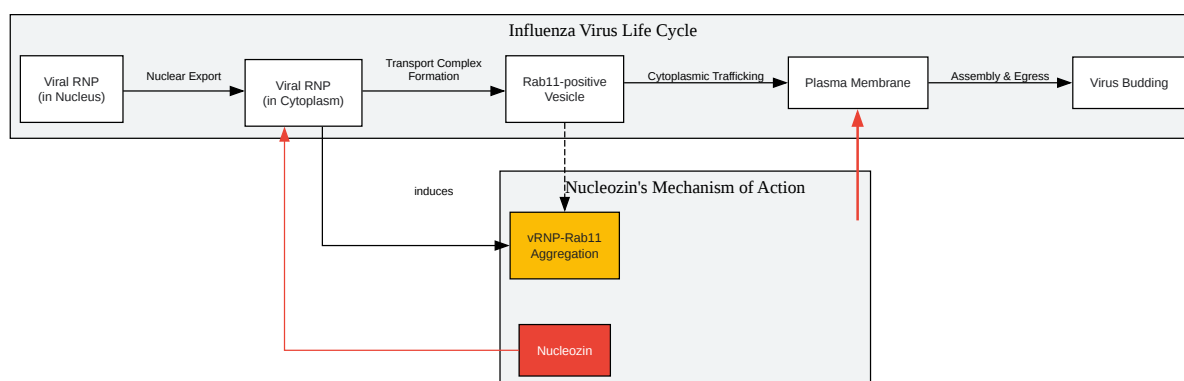 Influenza Virus Life Cycle
Viral RNP
(in Nucleus)
Nuclear Export
Viral RNP
(in Cytoplasm)
Transport Complex
Formation
Rab11-positive
Vesicle
Cytoplasmic Trafficking
Plasma Membrane
Assembly & Egress
Virus Budding
induces
Nucleozin's Mechanism of Action
vRNP-Rab11
Aggregation
Nucleozin